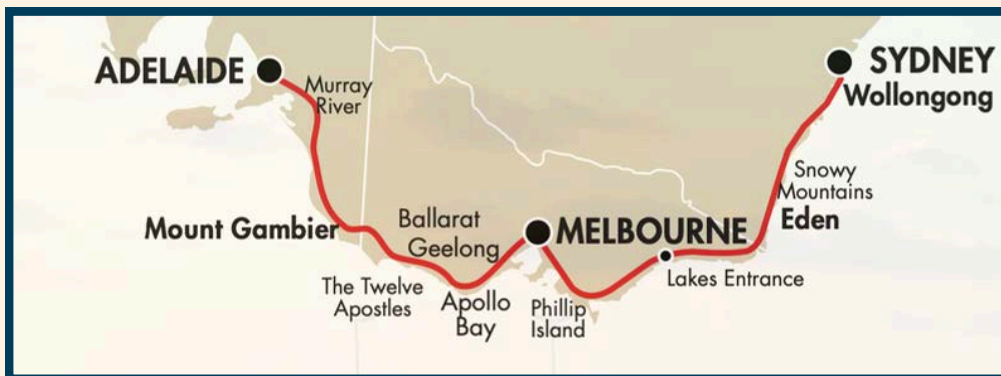 ADELAIDE
Murray
River
SYDNEY
Wollongong
Snowy
Mountains
Eden
Mount Gambier
Ballarat
Geelong
MELBOURNE
Lakes Entrance
The Twelve
Apostles
Apollo
Bay
Phillip
Island